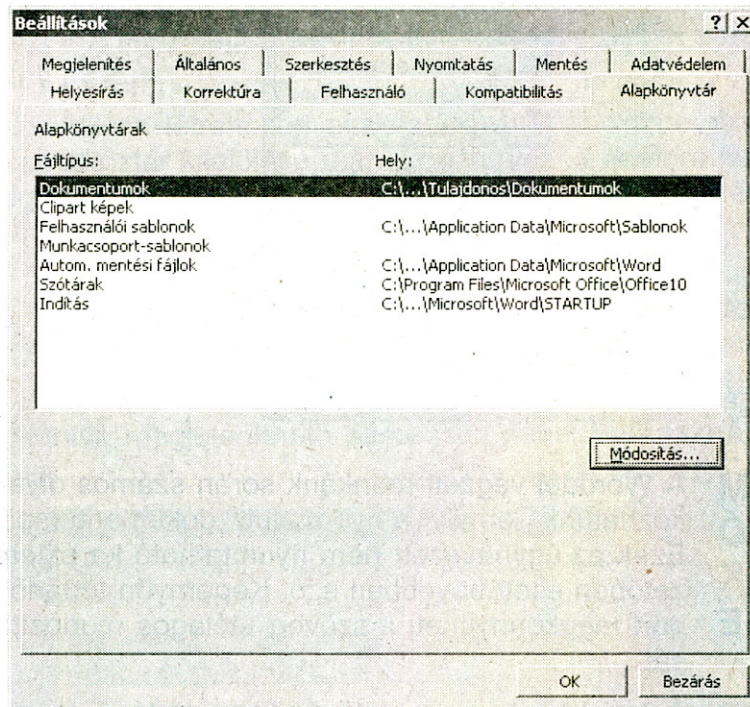 Beállítások
Megjelenítés Általános Szerkesztés Nyomtatás Mentés Adatvédelem
Helyesírás Korrektúra Felhasználó Kompatibilitás Alapkönyvtár
Alapkönyvtárak
Fájltípus: Hely:
Dokumentumok C:\...\Tulajdonos\Dokumentumok
Clipart képek
Felhasználói sablonok C:\...\Application Data\Microsoft\Sablonok
Munkacsoport-sablonok
Autom. mentési fájlok C:\...\Application Data\Microsoft\Word
Szótárak C:\Program Files\Microsoft Office\Office10
Indítás C:\...\Microsoft\Word\STARTUP
Módosítás...
OK Bezárás